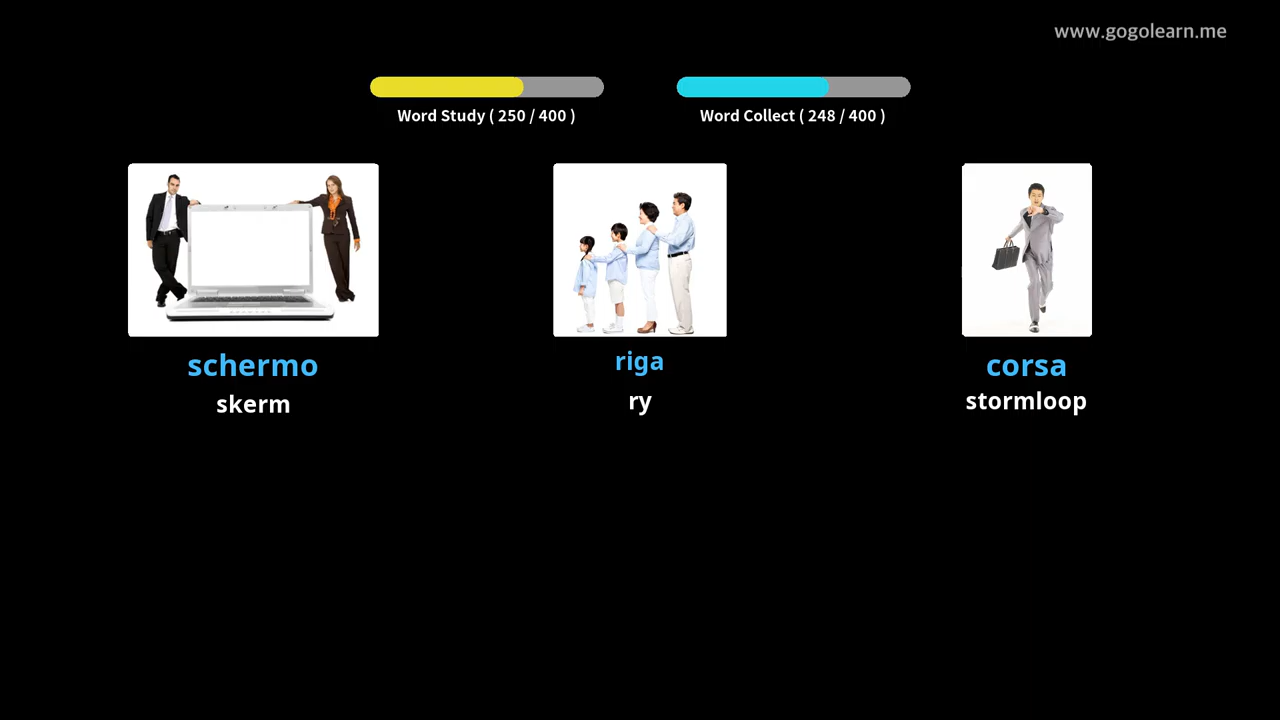 www.gogolearn.me
Word Study ( 250 / 400 )
Word Collect ( 248 / 400 )
schermo
skerm
riga
ry
corsa
stormloop